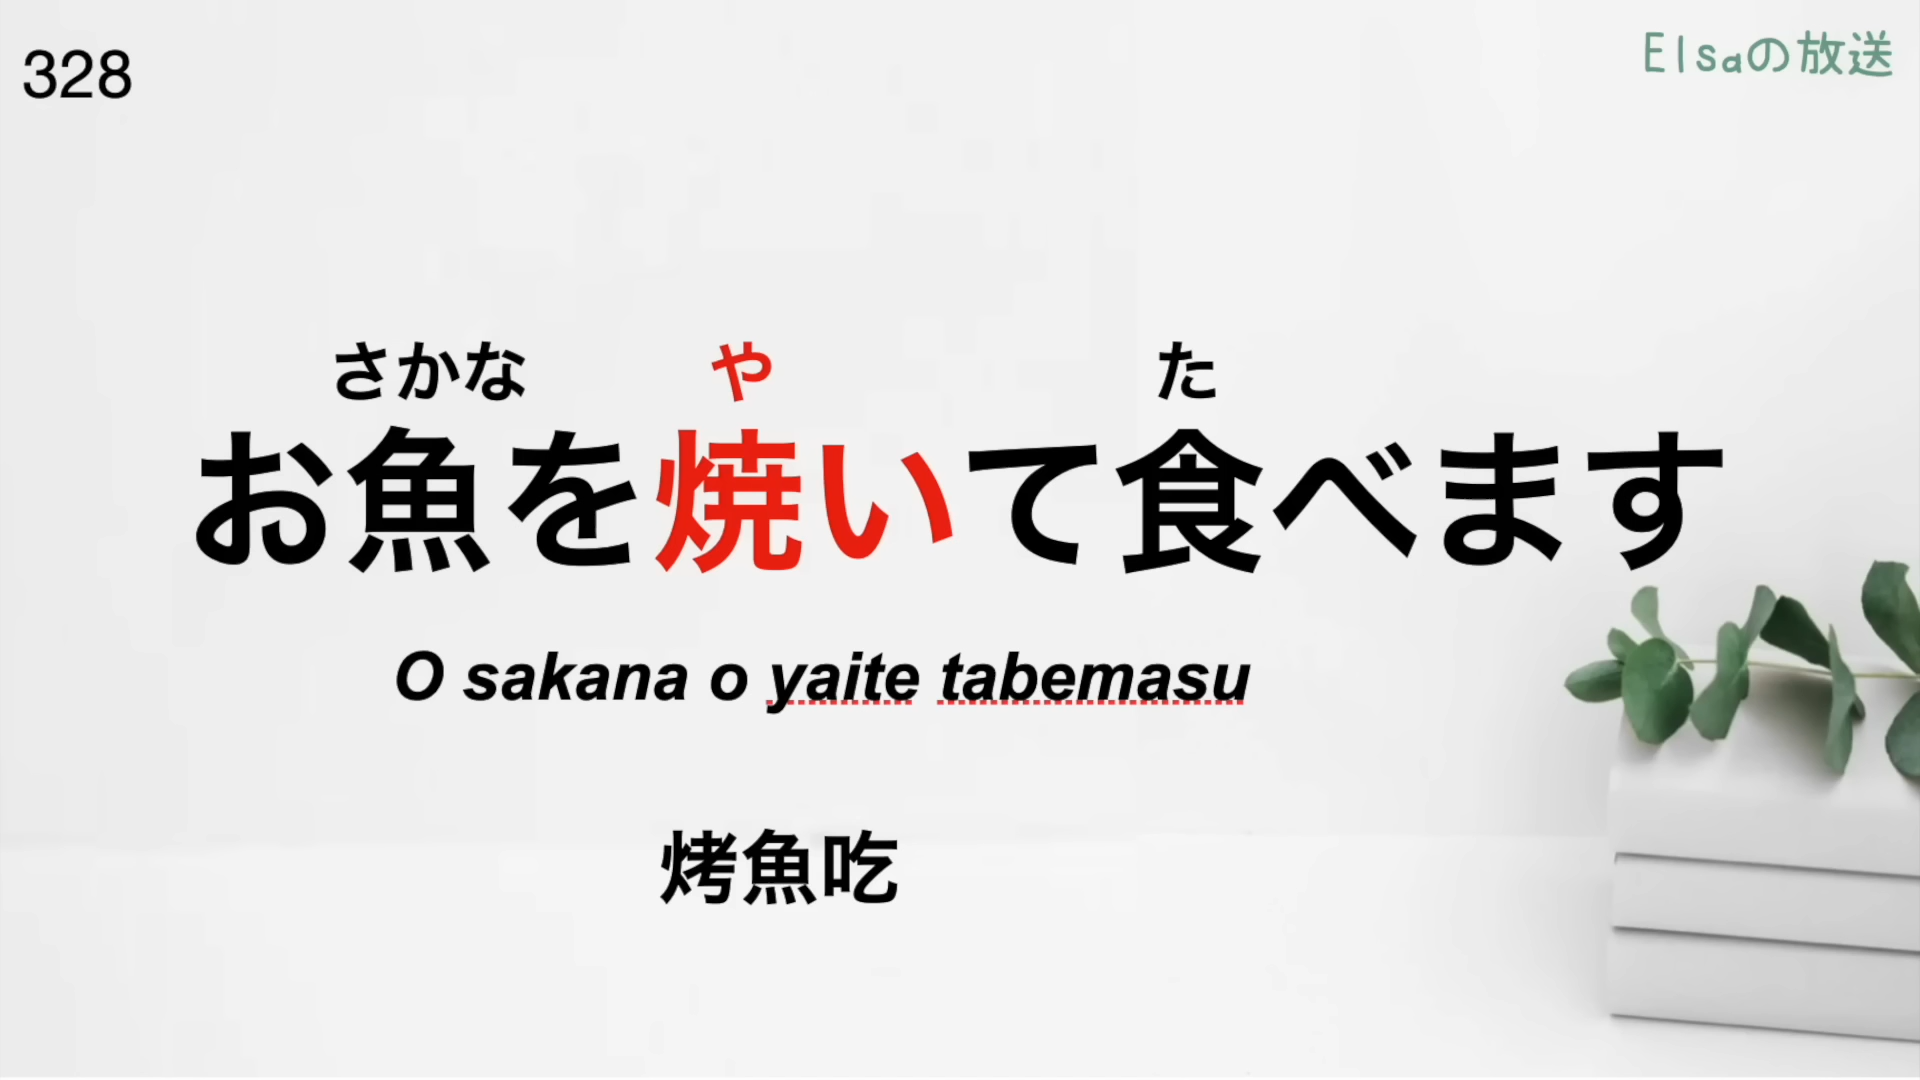 328
Elsaの放送
さかな や た
お魚を焼いて食べます
O sakana o yaite tabemasu
烤魚吃